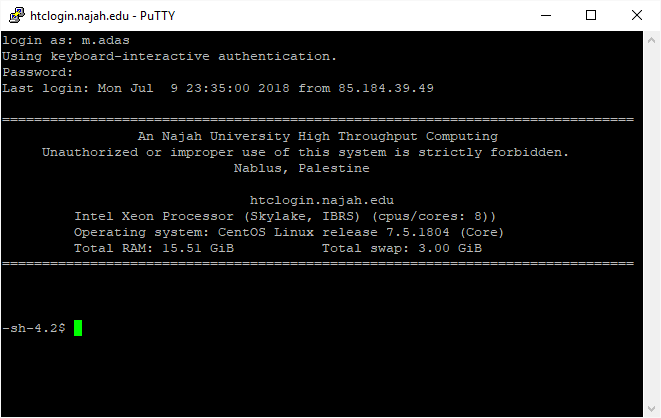 htclogin.najah.edu - PuTTY
login as: m.adas
Using keyboard-interactive authentication.
Password:
Last login: Mon Jul  9 23:35:00 2018 from 85.184.39.49
===============================================================================
An Najah University High Throughput Computing
Unauthorized or improper use of this system is strictly forbidden.
Nablus, Palestine
htclogin.najah.edu
Intel Xeon Processor (Skylake, IBRS) (cpus/cores: 8))
Operating system: CentOS Linux release 7.5.1804 (Core)
Total RAM: 15.51 GiB           Total swap: 3.00 GiB
===============================================================================
-sh-4.2$